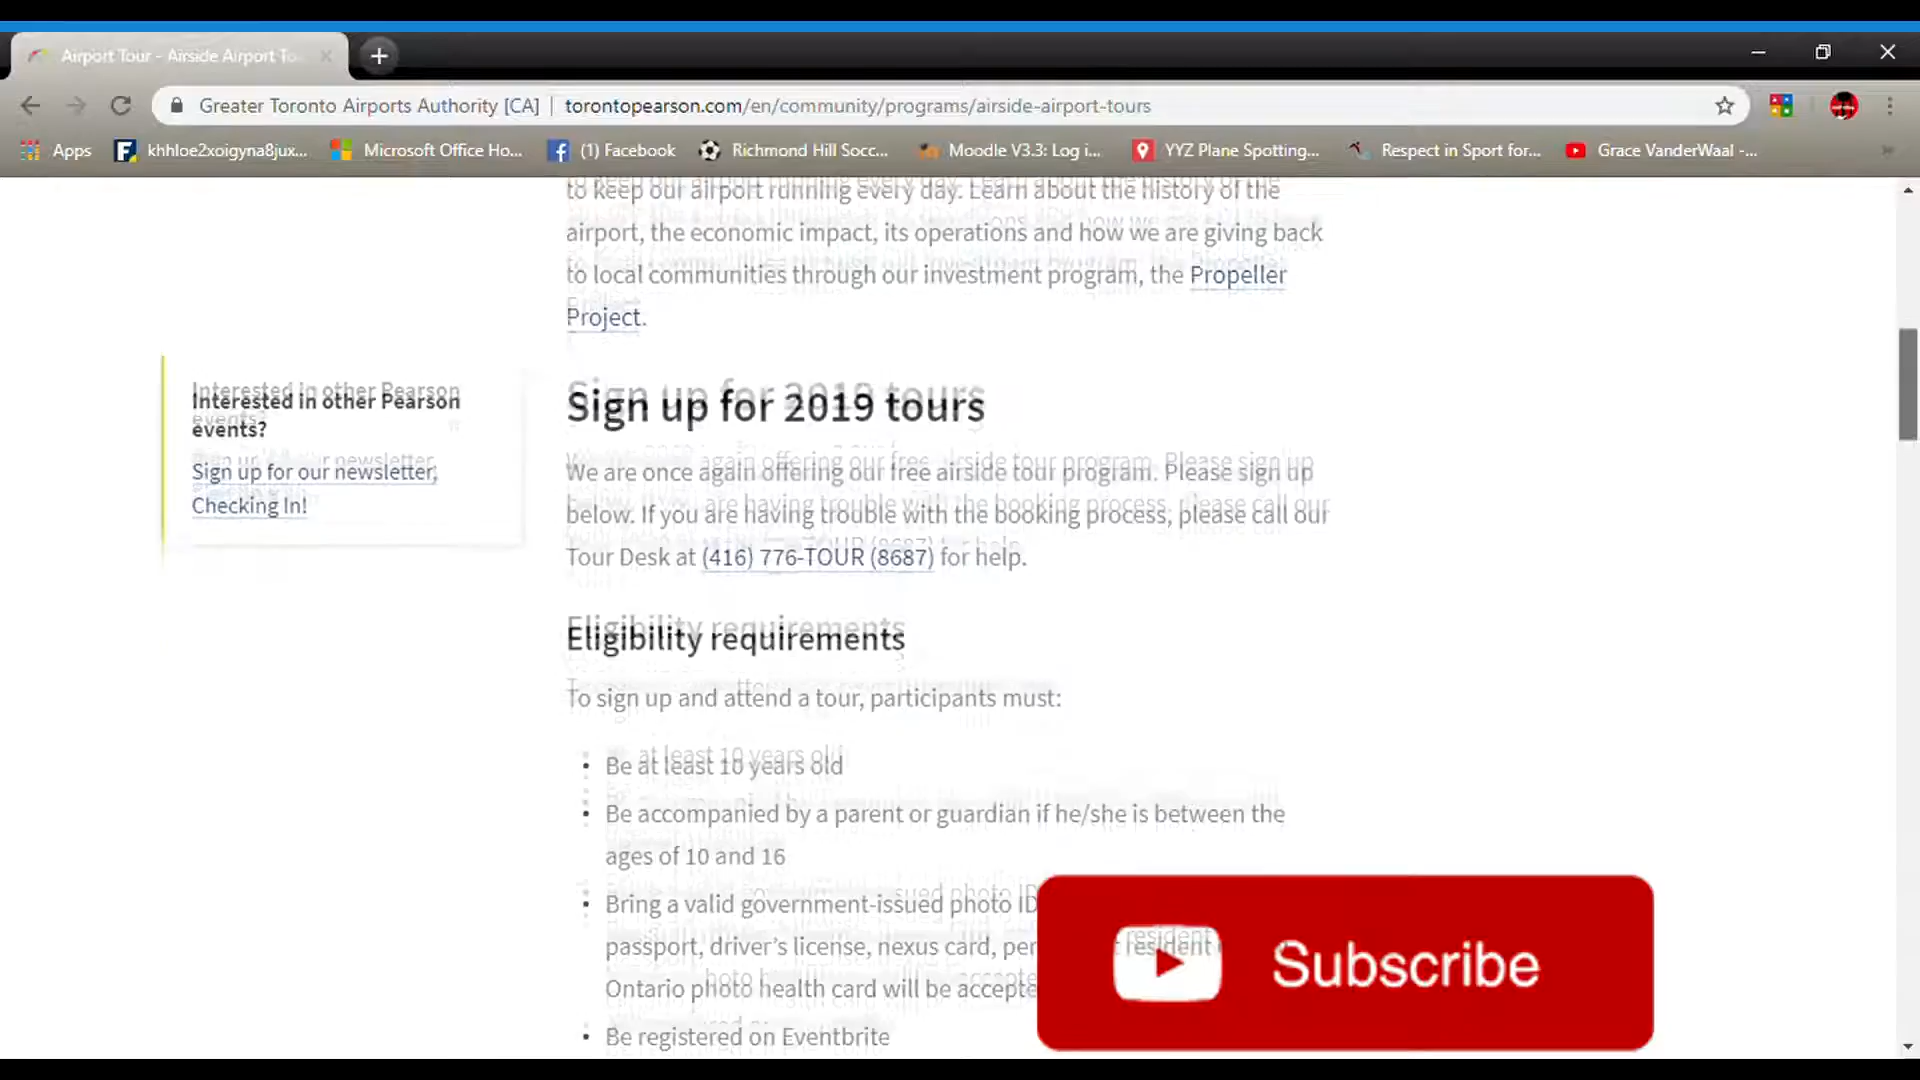 Airport Tour - Airside Airport To
Greater Toronto Airports Authority [CA] | torontopearson.com/en/community/programs/airside-airport-tours
Apps khhloe2xoigyna8jux... Microsoft Office Ho... (1) Facebook Richmond Hill Socc... Moodle V3.3: Log i... YYZ Plane Spotting... Respect in Sport for... Grace VanderWaal -...
to keep our airport running every day. Learn about the history of the
airport, the economic impact, its operations and how we are giving back
to local communities through our investment program, the Propeller
Project.
Interested in other Pearson
events?
Sign up for our newsletter,
Checking In!
Sign up for 2019 tours
We are once again offering our free airside tour program. Please sign up
below. If you are having trouble with the booking process, please call our
Tour Desk at (416) 776-TOUR (8687) for help.
Eligibility requirements
To sign up and attend a tour, participants must:
• Be at least 10 years old
• Be accompanied by a parent or guardian if he/she is between the
ages of 10 and 16
• Bring a valid government-issued photo ID
passport, driver's license, nexus card, per resident
Ontario photo health card will be accepte
• Be registered on Eventbrite
Subscribe